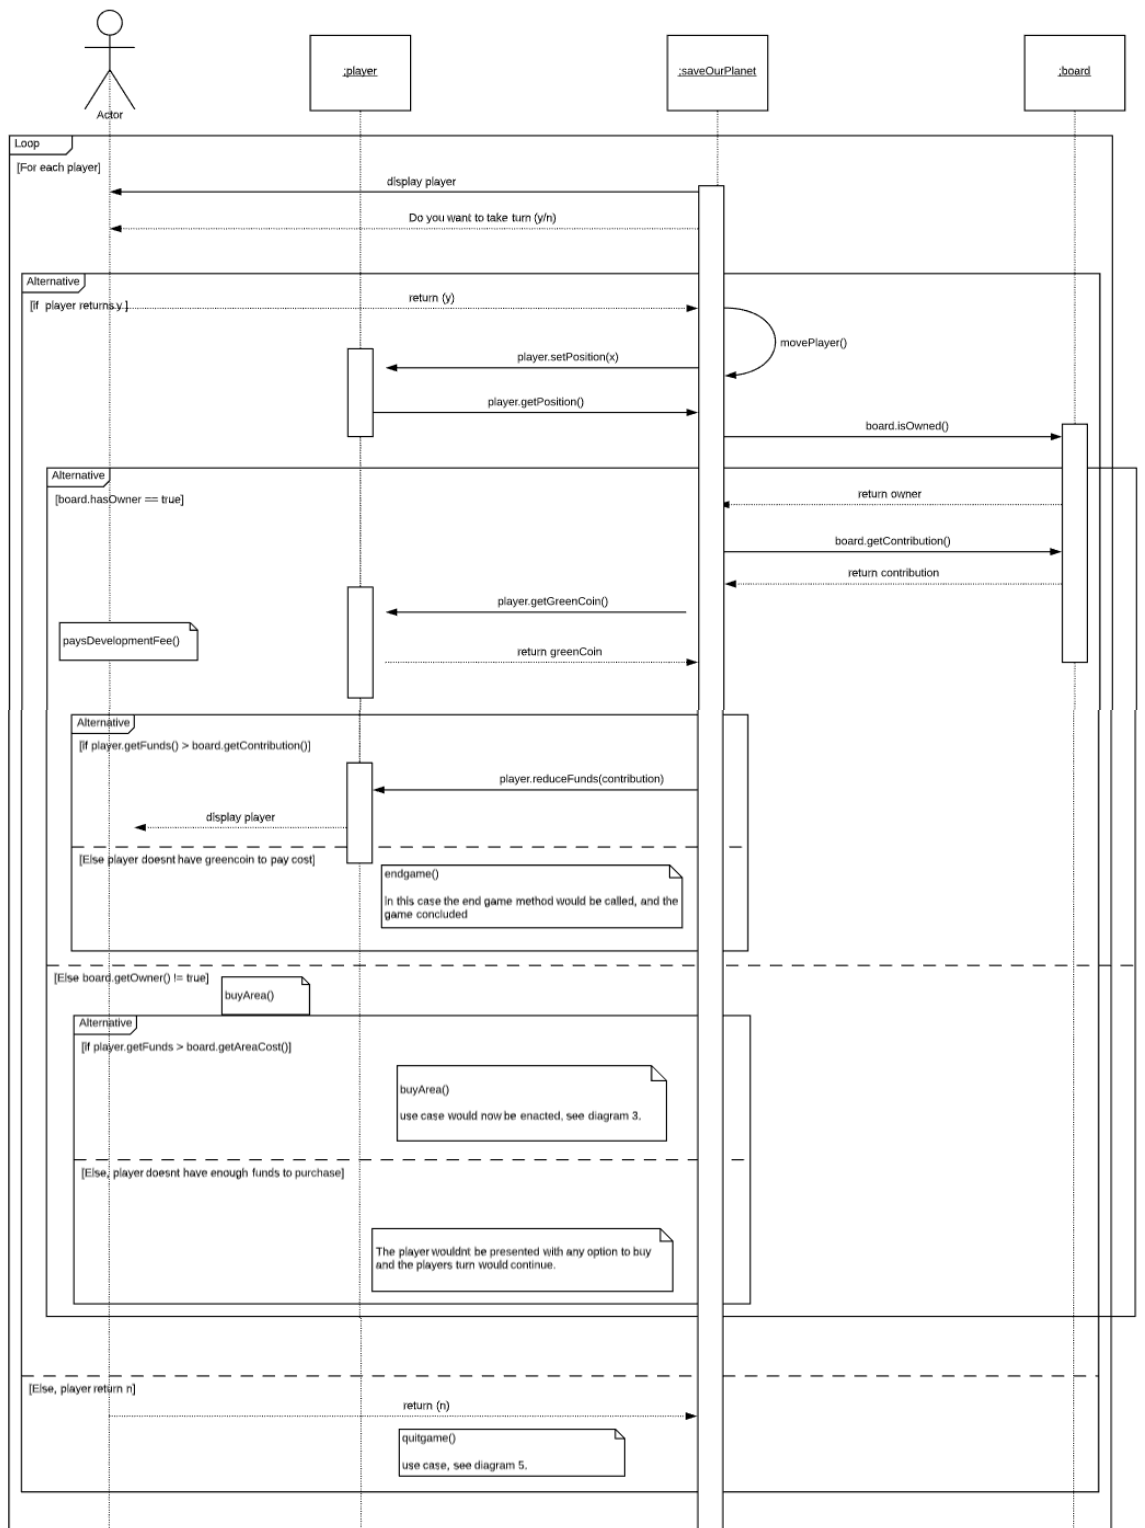 Actor
:player
:saveOurPlanet
:board
Loop
[For each player]
display player
Do you want to take turn (y/n)
Alternative
[if player returns y ]
return (y)
movePlayer()
player.setPosition(x)
player.getPosition()
board.isOwned()
Alternative
[board.hasOwner == true]
return owner
board.getContribution()
return contribution
player.getGreenCoin()
paysDevelopmentFee()
return greenCoin
Alternative
[if player.getFunds() > board.getContribution()]
player.reduceFunds(contribution)
display player
[Else player doesnt have greencoin to pay cost]
endgame()
in this case the end game method would be called, and the
game concluded
[Else board.getOwner() != true]
buyArea()
Alternative
[if player.getFunds > board.getAreaCost()]
buyArea()
use case would now be enacted, see diagram 3.
[Else, player doesnt have enough funds to purchase]
The player wouldnt be presented with any option to buy
and the players turn would continue.
[Else, player return n]
return (n)
quitgame()
use case, see diagram 5.